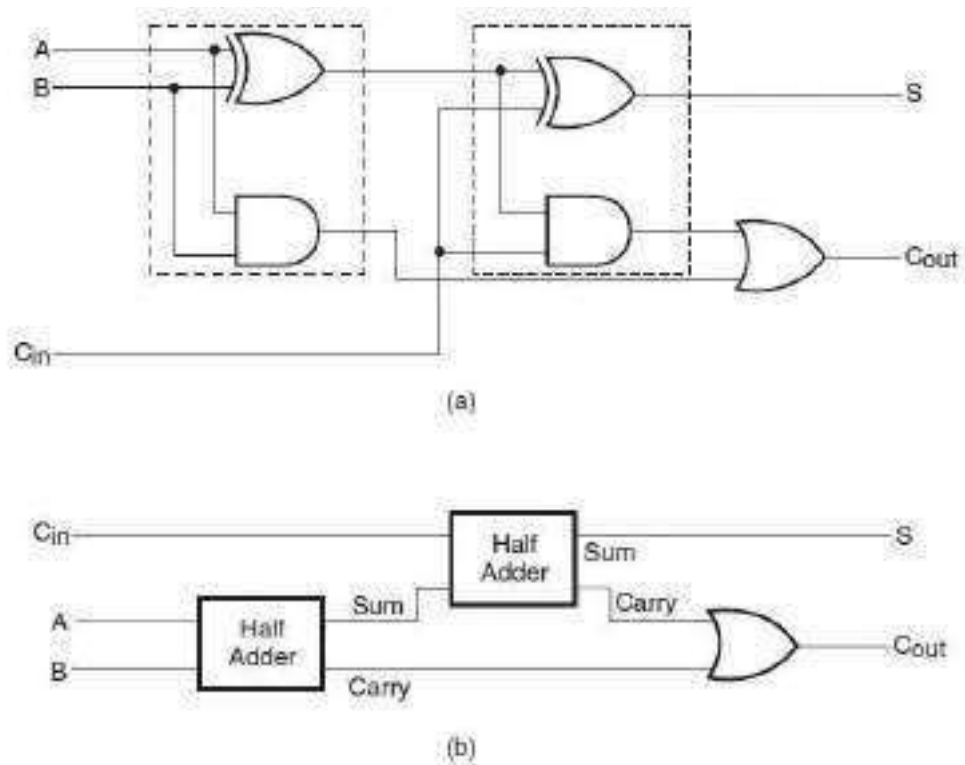 A
B
S
Cout
Cin
(a)
Cin
Half
Adder
Sum
S
A
Half
Adder
Sum
Carry
B
Carry
Cout
(b)